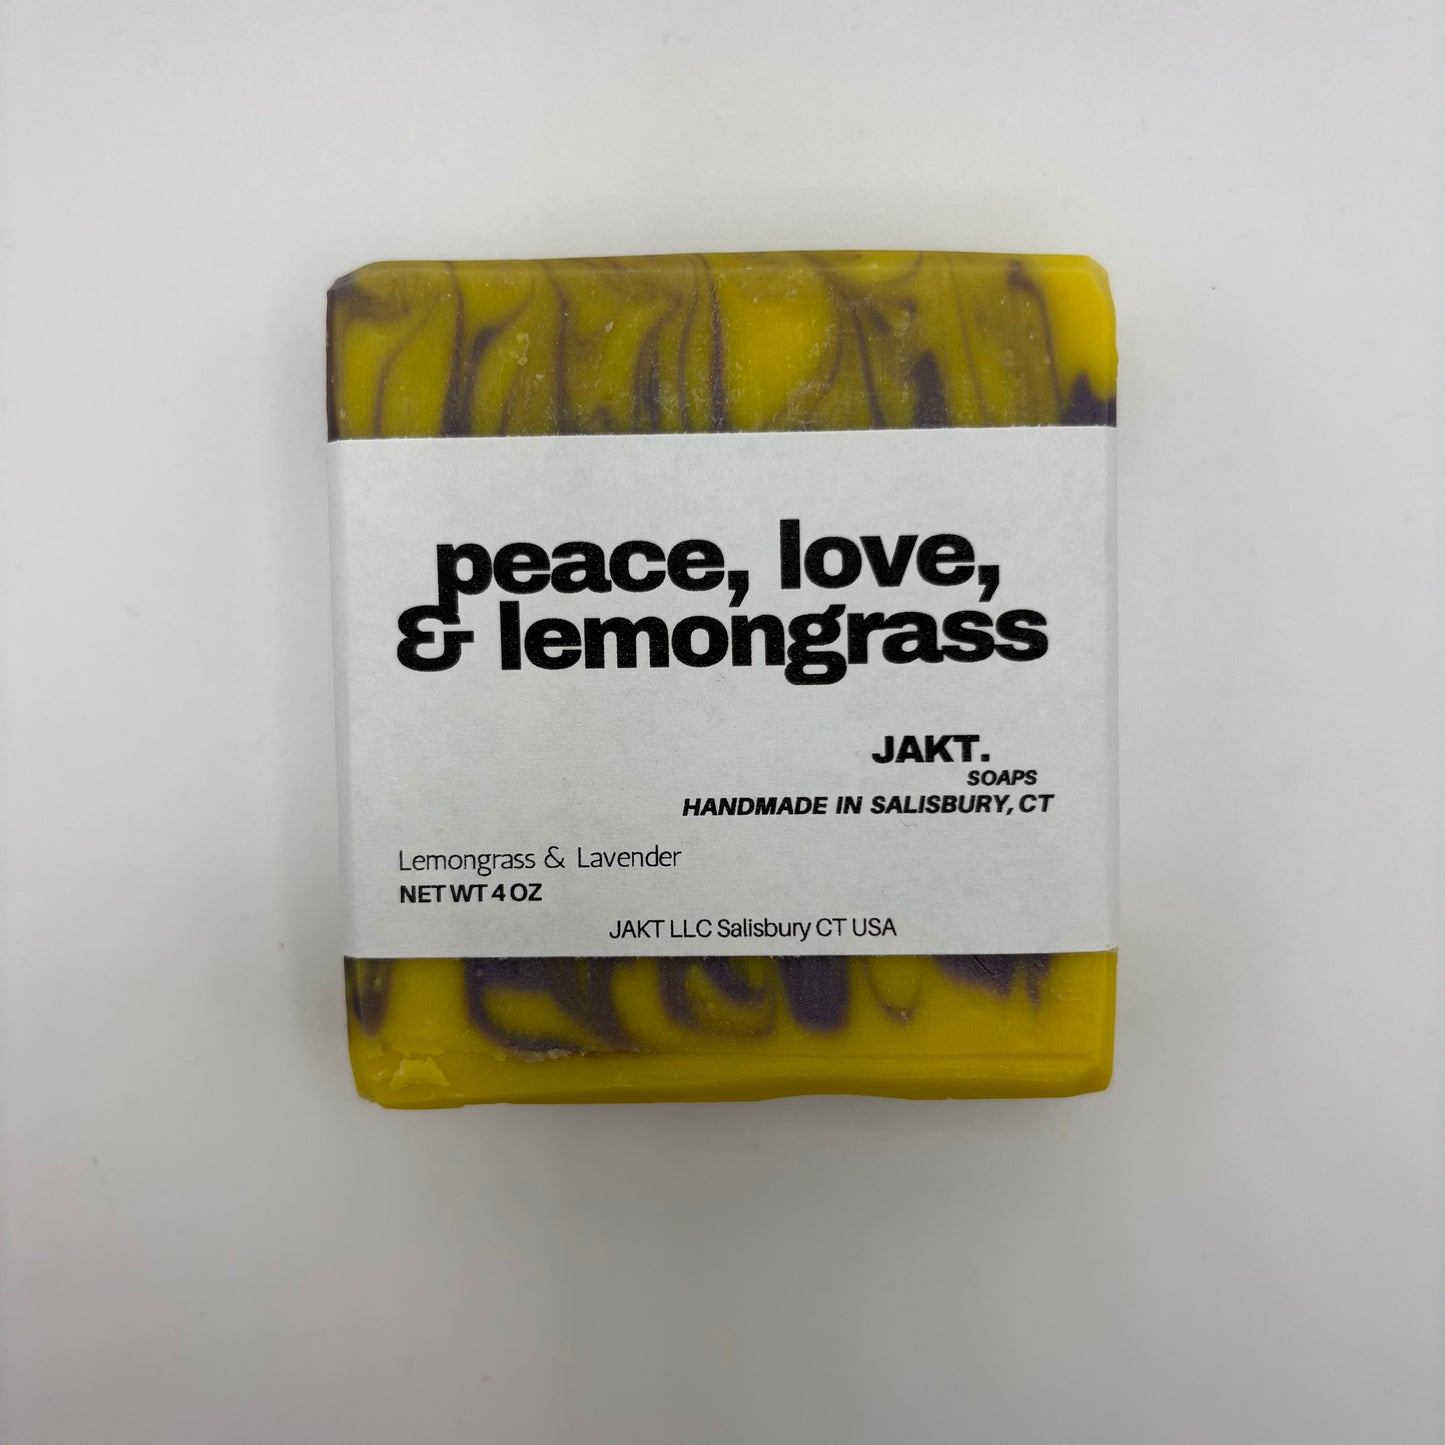 peace, love,
& lemongrass
JAKT.
SOAPS
HANDMADE IN SALISBURY, CT
Lemongrass & Lavender
NET WT 4 OZ
JAKT LLC Salisbury CT USA